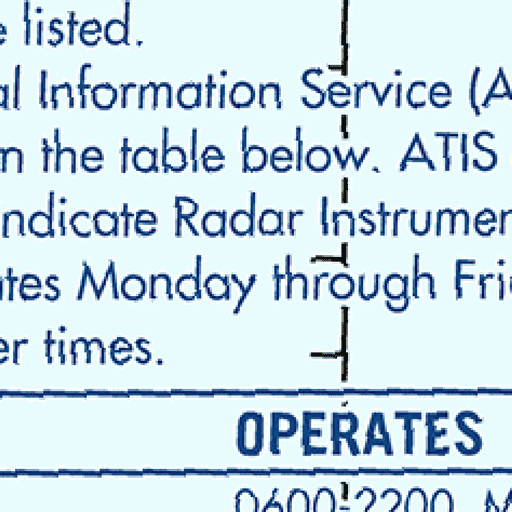 listed.
Information Service (A
the table below. ATIS
ndicate Radar Instrumen
tes Monday through Fri
er times.
OPERATES
0600-2200